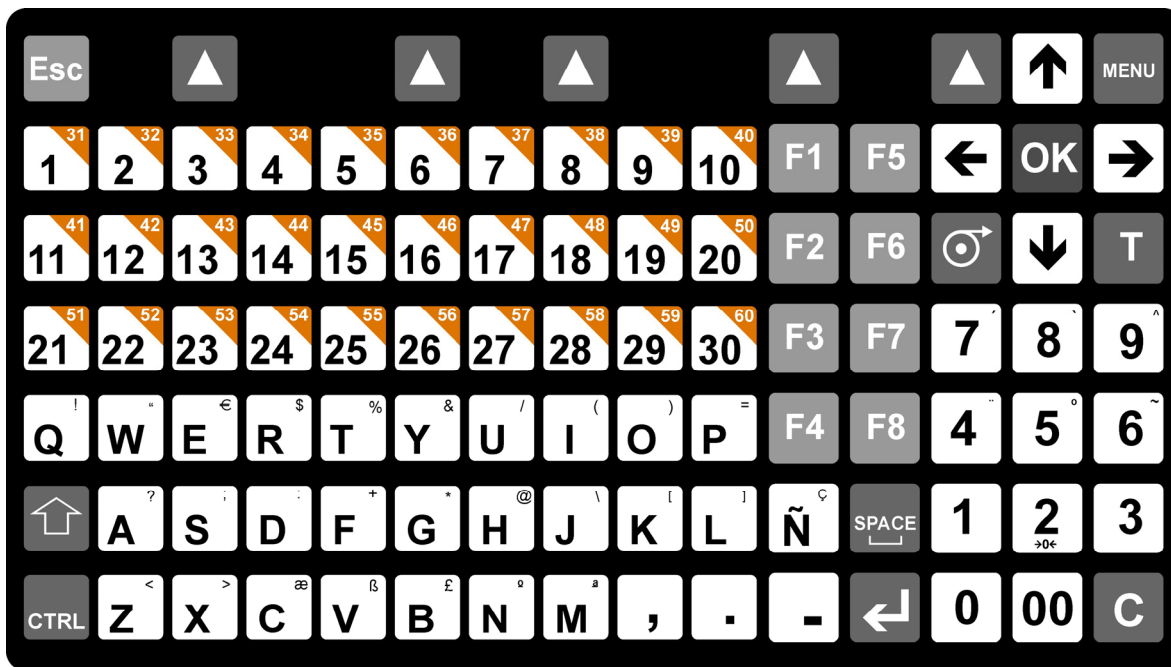 Esc MENU
31 32 33 34 35 36 37 38 39 40
1 2 3 4 5 6 7 8 9 10 F1 F5 ← OK →
41 42 43 44 45 46 47 48 49 50
11 12 13 14 15 16 17 18 19 20 F2 F6 T
51 52 53 54 55 56 57 58 59 60
21 22 23 24 25 26 27 28 29 30 F3 F7 7 ´ 8 ` 9 ^
! “ € $ % & / ( ) =
Q W E R T Y U I O P F4 F8 4 ¨ 5 º 6 ~
? ; : + * @ \ [ ] Ç
A S D F G H J K L Ñ SPACE 1 2 3
→0←
< > æ ß £ º ª
CTRL Z X C V B N M , . - 0 00 C